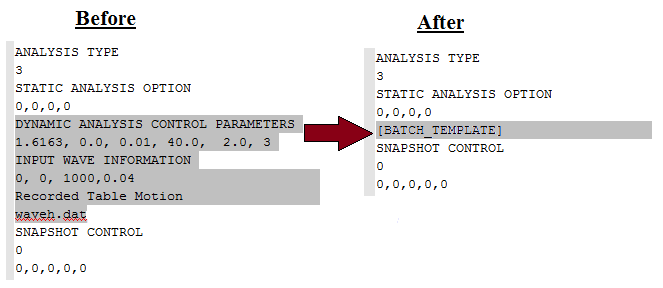 Before
ANALYSIS TYPE
3
STATIC ANALYSIS OPTION
0,0,0,0
DYNAMIC ANALYSIS CONTROL PARAMETERS
1.6163, 0.0, 0.01, 40.0,  2.0, 3
INPUT WAVE INFORMATION
0, 0, 1000,0.04
Recorded Table Motion
waveh.dat
SNAPSHOT CONTROL
0
0,0,0,0,0
After
ANALYSIS TYPE
3
STATIC ANALYSIS OPTION
0,0,0,0
[BATCH_TEMPLATE]
SNAPSHOT CONTROL
0
0,0,0,0,0